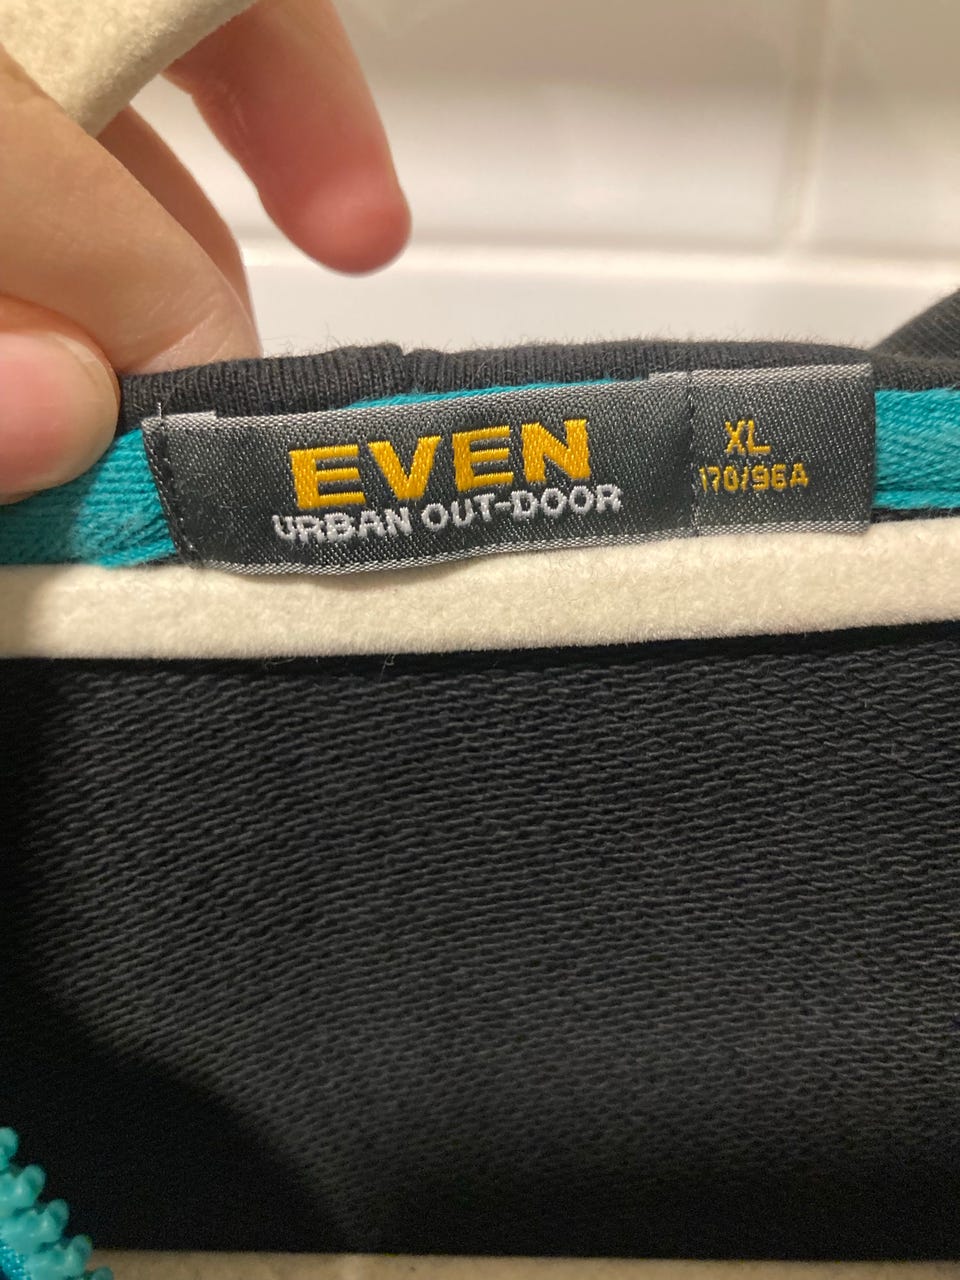 EVEN
URBAN OUT-DOOR
XL
170/96A